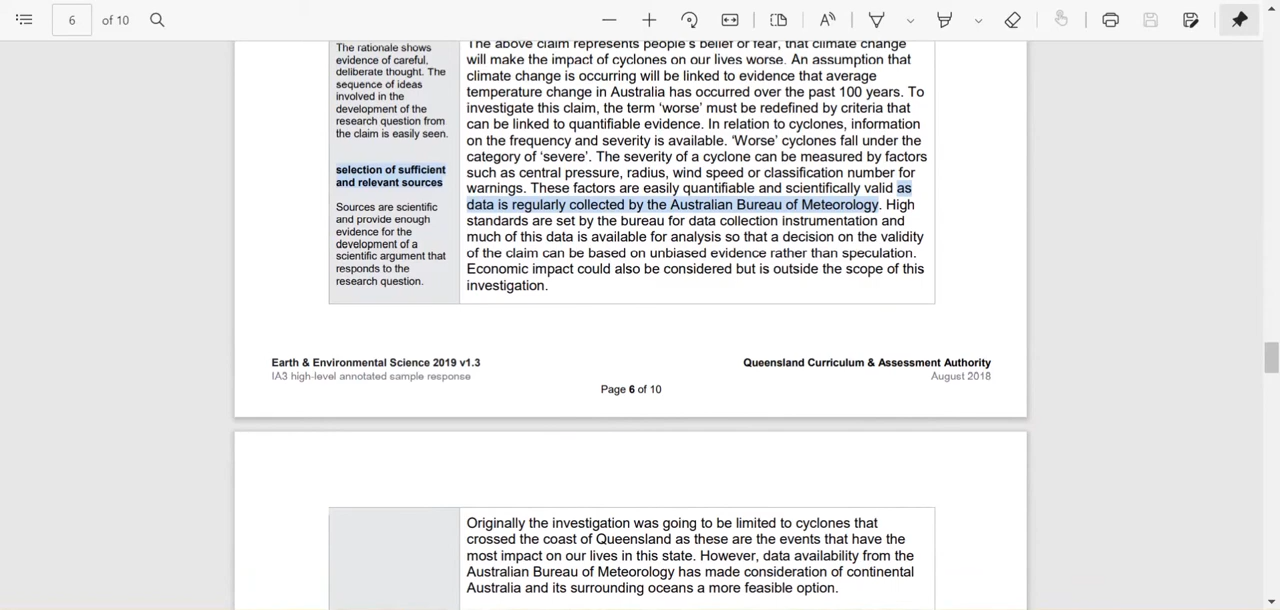 6 of 10
The rationale shows
evidence of careful,
deliberate thought. The
sequence of ideas
involved in the
development of the
research question from
the claim is easily seen.
selection of sufficient
and relevant sources
Sources are scientific
and provide enough
evidence for the
development of a
scientific argument that
responds to the
research question.
The above claim represents people's belief or fear, that climate change
will make the impact of cyclones on our lives worse. An assumption that
climate change is occurring will be linked to evidence that average
temperature change in Australia has occurred over the past 100 years. To
investigate this claim, the term ‘worse’ must be redefined by criteria that
can be linked to quantifiable evidence. In relation to cyclones, information
on the frequency and severity is available. ‘Worse’ cyclones fall under the
category of ‘severe’. The severity of a cyclone can be measured by factors
such as central pressure, radius, wind speed or classification number for
warnings. These factors are easily quantifiable and scientifically valid as
data is regularly collected by the Australian Bureau of Meteorology. High
standards are set by the bureau for data collection instrumentation and
much of this data is available for analysis so that a decision on the validity
of the claim can be based on unbiased evidence rather than speculation.
Economic impact could also be considered but is outside the scope of this
investigation.
Earth & Environmental Science 2019 v1.3
IA3 high-level annotated sample response
Queensland Curriculum & Assessment Authority
August 2018
Page 6 of 10
Originally the investigation was going to be limited to cyclones that
crossed the coast of Queensland as these are the events that have the
most impact on our lives in this state. However, data availability from the
Australian Bureau of Meteorology has made consideration of continental
Australia and its surrounding oceans a more feasible option.